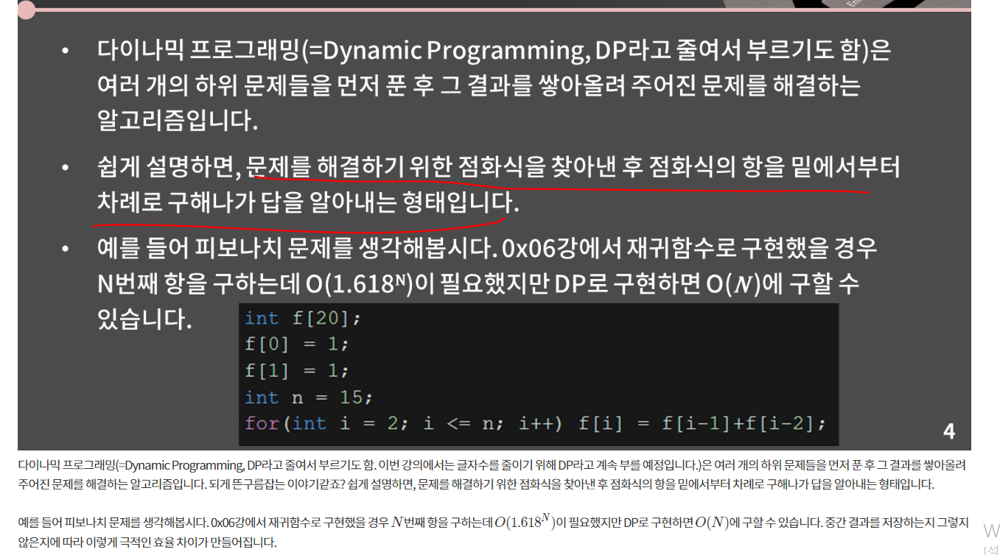 • 다이나믹 프로그래밍(=Dynamic Programming, DP라고 줄여서 부르기도 함)은
여러 개의 하위 문제들을 먼저 푼 후 그 결과를 쌓아올려 주어진 문제를 해결하는
알고리즘입니다.
• 쉽게 설명하면, 문제를 해결하기 위한 점화식을 찾아낸 후 점화식의 항을 밑에서부터
차례로 구해나가 답을 알아내는 형태입니다.
• 예를 들어 피보나치 문제를 생각해봅시다. 0x06강에서 재귀함수로 구현했을 경우
N번째 항을 구하는데 O(1.618ᴺ)이 필요했지만 DP로 구현하면 O(N)에 구할 수
있습니다.
int f[20];
f[0] = 1;
f[1] = 1;
int n = 15;
for(int i = 2; i <= n; i++) f[i] = f[i-1]+f[i-2];
4
다이나믹 프로그래밍(=Dynamic Programming, DP라고 줄여서 부르기도 함. 이번 강의에서는 글자수를 줄이기 위해 DP라고 계속 부를 예정입니다.)은 여러 개의 하위 문제들을 먼저 푼 후 그 결과를 쌓아올려
주어진 문제를 해결하는 알고리즘입니다. 되게 뜬구름잡는 이야기같죠? 쉽게 설명하면, 문제를 해결하기 위한 점화식을 찾아낸 후 점화식의 항을 밑에서부터 차례로 구해나가 답을 알아내는 형태입니다.
예를 들어 피보나치 문제를 생각해봅시다. 0x06강에서 재귀함수로 구현했을 경우 N번째 항을 구하는데 O(1.618ᴺ)이 필요했지만 DP로 구현하면 O(N)에 구할 수 있습니다. 중간 결과를 저장하는지 그렇지
않은지에 따라 이렇게 극적인 효율 차이가 만들어집니다.
W